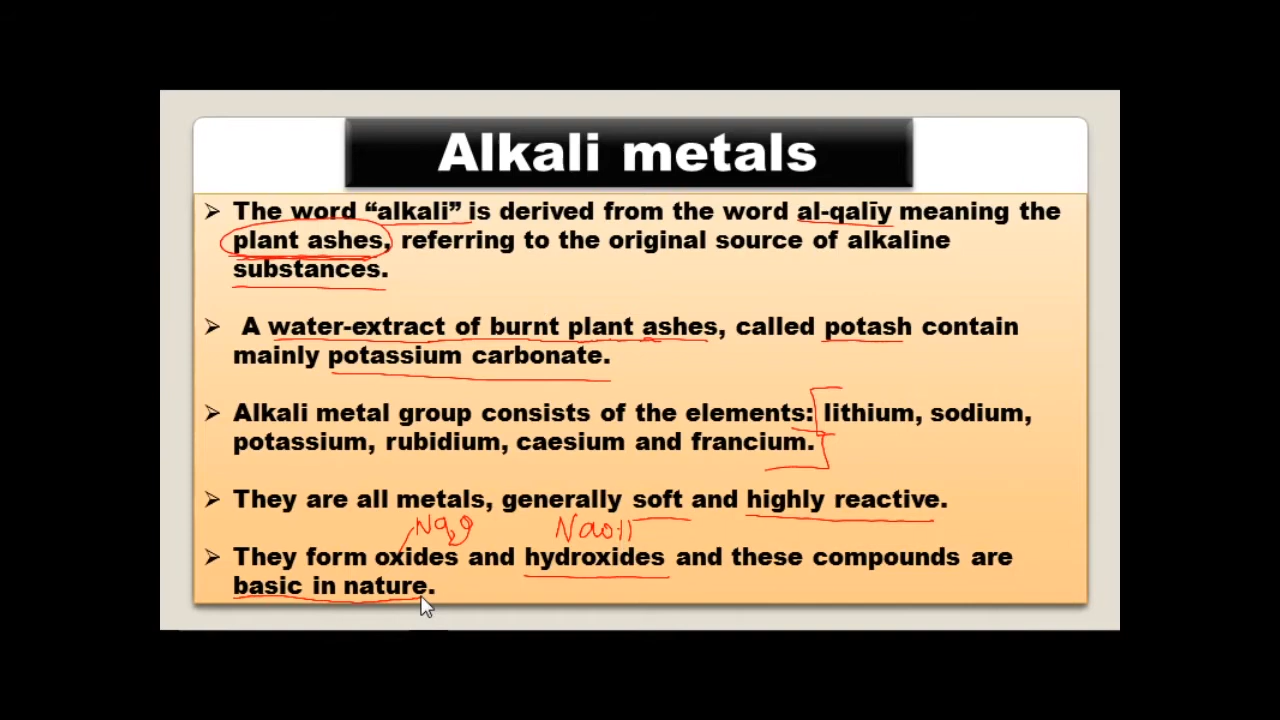 Alkali metals
➢ The word “alkali” is derived from the word al-qalīy meaning the
plant ashes, referring to the original source of alkaline
substances.
➢ A water-extract of burnt plant ashes, called potash contain
mainly potassium carbonate.
➢ Alkali metal group consists of the elements: lithium, sodium,
potassium, rubidium, caesium and francium.
➢ They are all metals, generally soft and highly reactive.
Na2O NaOH
➢ They form oxides and hydroxides and these compounds are
basic in nature.